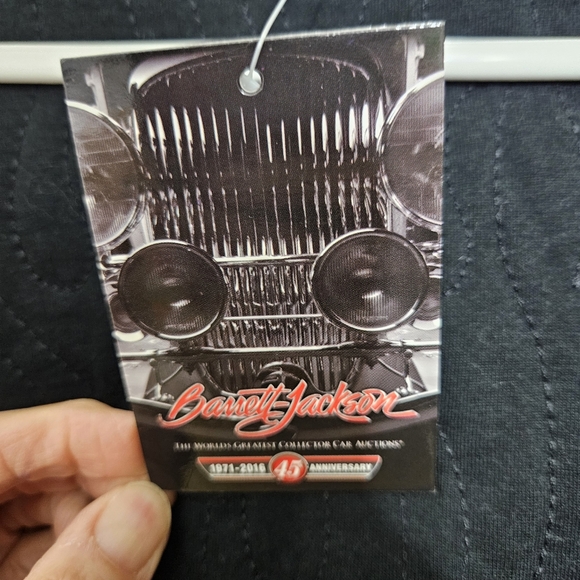 Barrett-Jackson
THE WORLD'S GREATEST COLLECTOR CAR AUCTIONS®
1971-2016 45 ANNIVERSARY